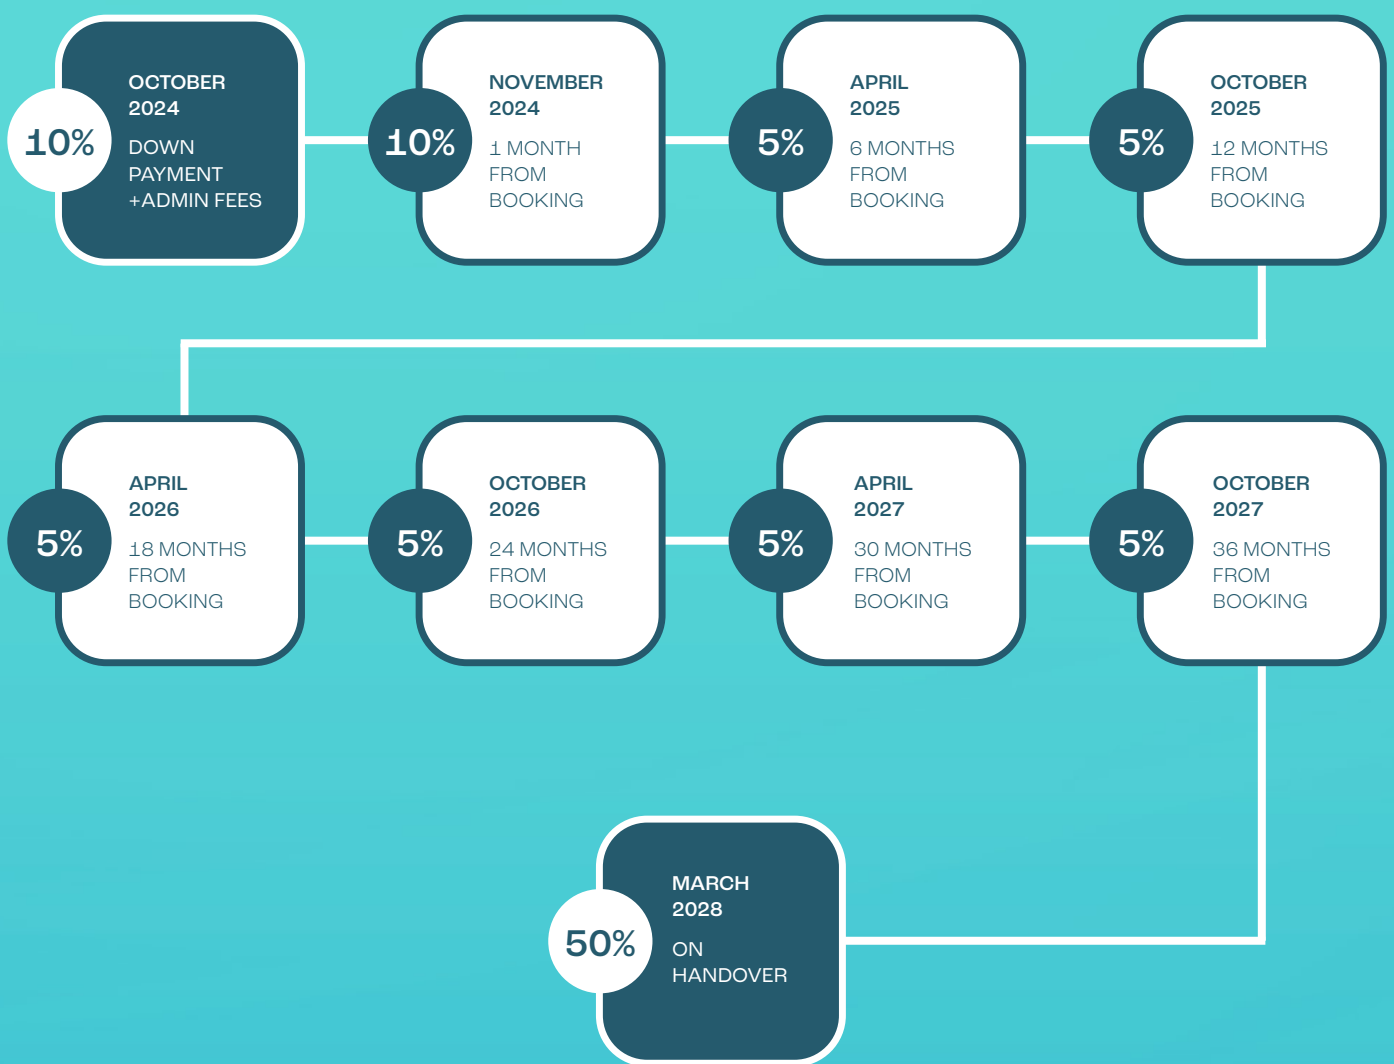 10%
OCTOBER
2024
DOWN
PAYMENT
+ADMIN FEES
10%
NOVEMBER
2024
1 MONTH
FROM
BOOKING
5%
APRIL
2025
6 MONTHS
FROM
BOOKING
5%
OCTOBER
2025
12 MONTHS
FROM
BOOKING
5%
APRIL
2026
18 MONTHS
FROM
BOOKING
5%
OCTOBER
2026
24 MONTHS
FROM
BOOKING
5%
APRIL
2027
30 MONTHS
FROM
BOOKING
5%
OCTOBER
2027
36 MONTHS
FROM
BOOKING
50%
MARCH
2028
ON
HANDOVER